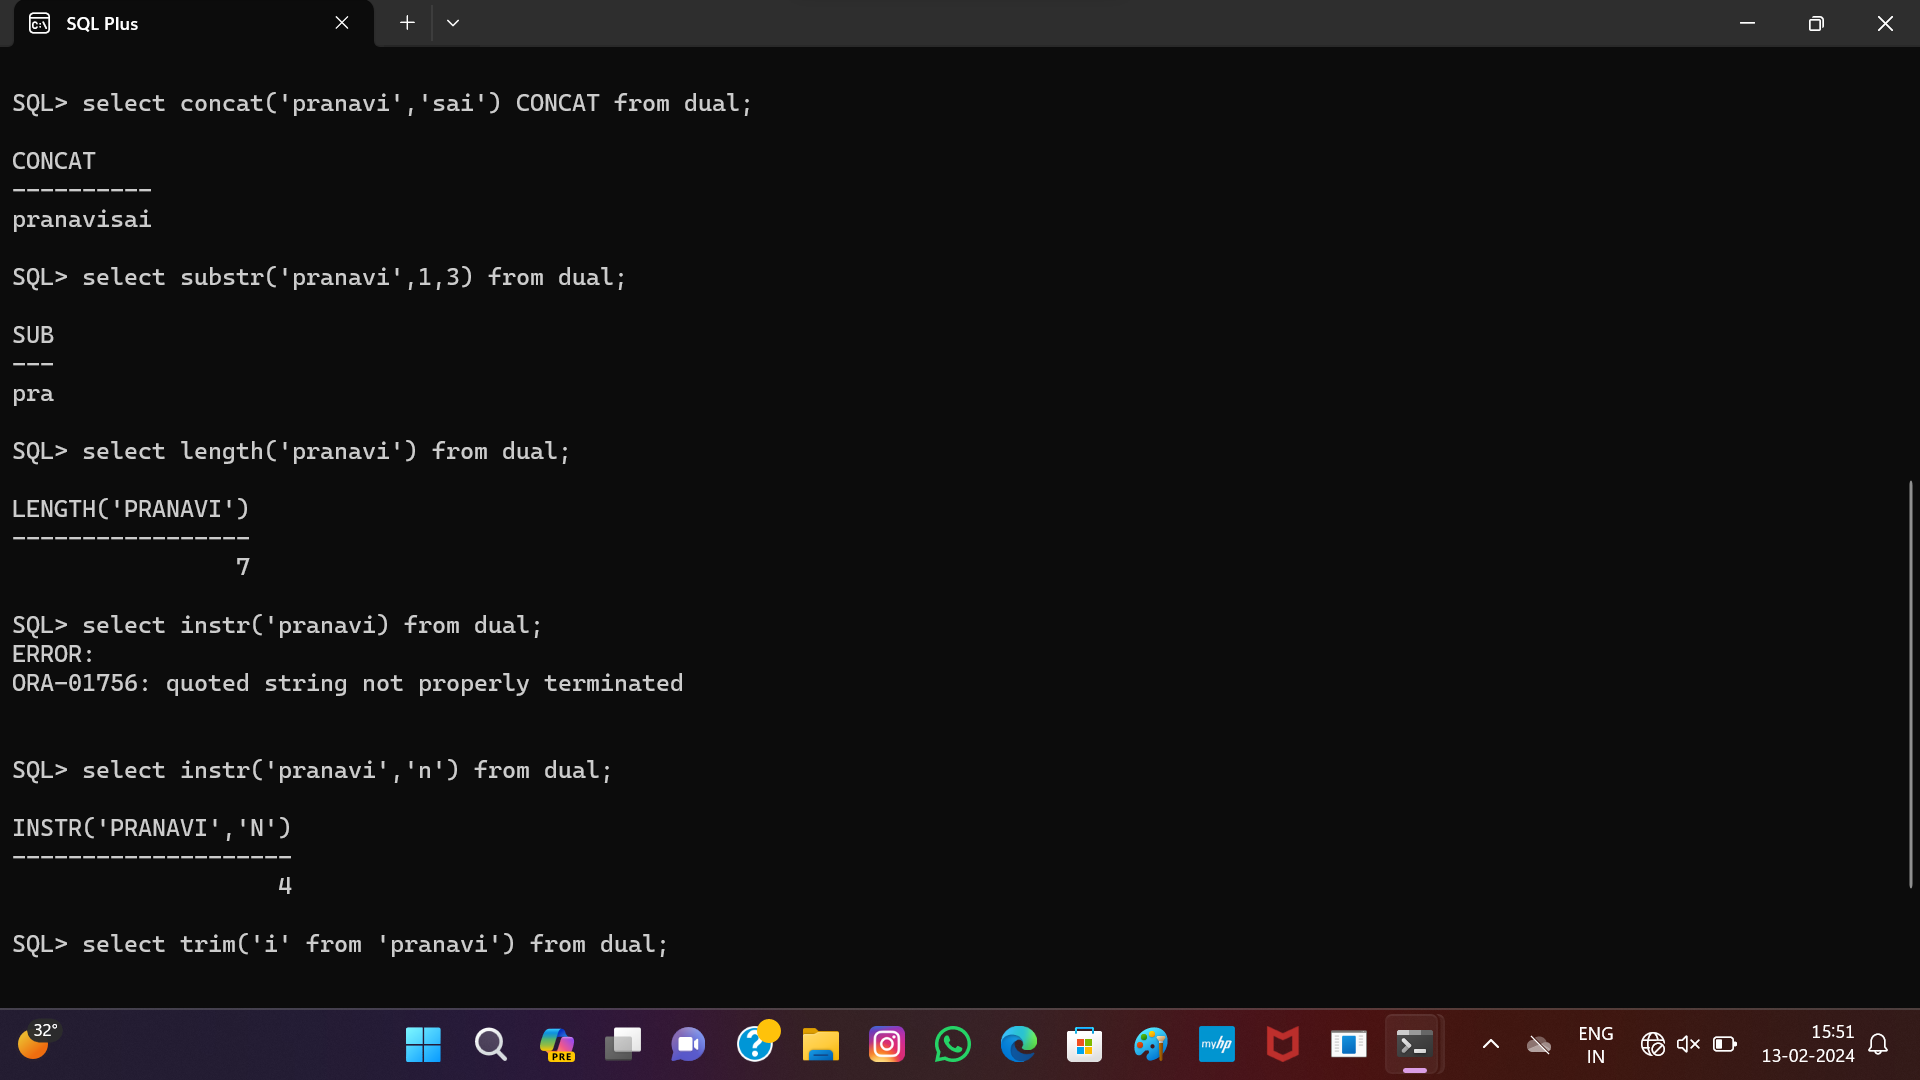 SQL Plus
SQL> select concat('pranavi','sai') CONCAT from dual;
CONCAT
----------
pranavisai
SQL> select substr('pranavi',1,3) from dual;
SUB
---
pra
SQL> select length('pranavi') from dual;
LENGTH('PRANAVI')
-----------------
7
SQL> select instr('pranavi) from dual;
ERROR:
ORA-01756: quoted string not properly terminated
SQL> select instr('pranavi','n') from dual;
INSTR('PRANAVI','N')
--------------------
4
SQL> select trim('i' from 'pranavi') from dual;
32°
PRE
myhp
ENG
IN
15:51
13-02-2024